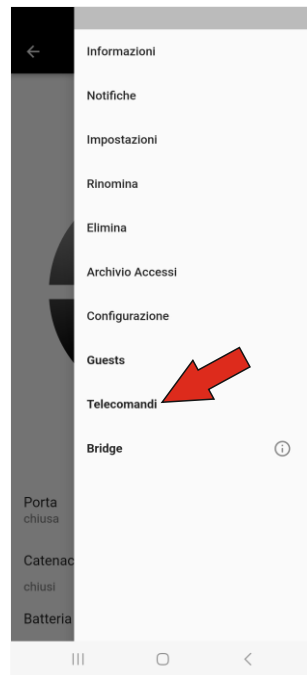 Informazioni
Notifiche
Impostazioni
Rinomina
Elimina
Archivio Accessi
Configurazione
Guests
Telecomandi
Bridge
Porta
chiusa
Catenac
chiusi
Batteria